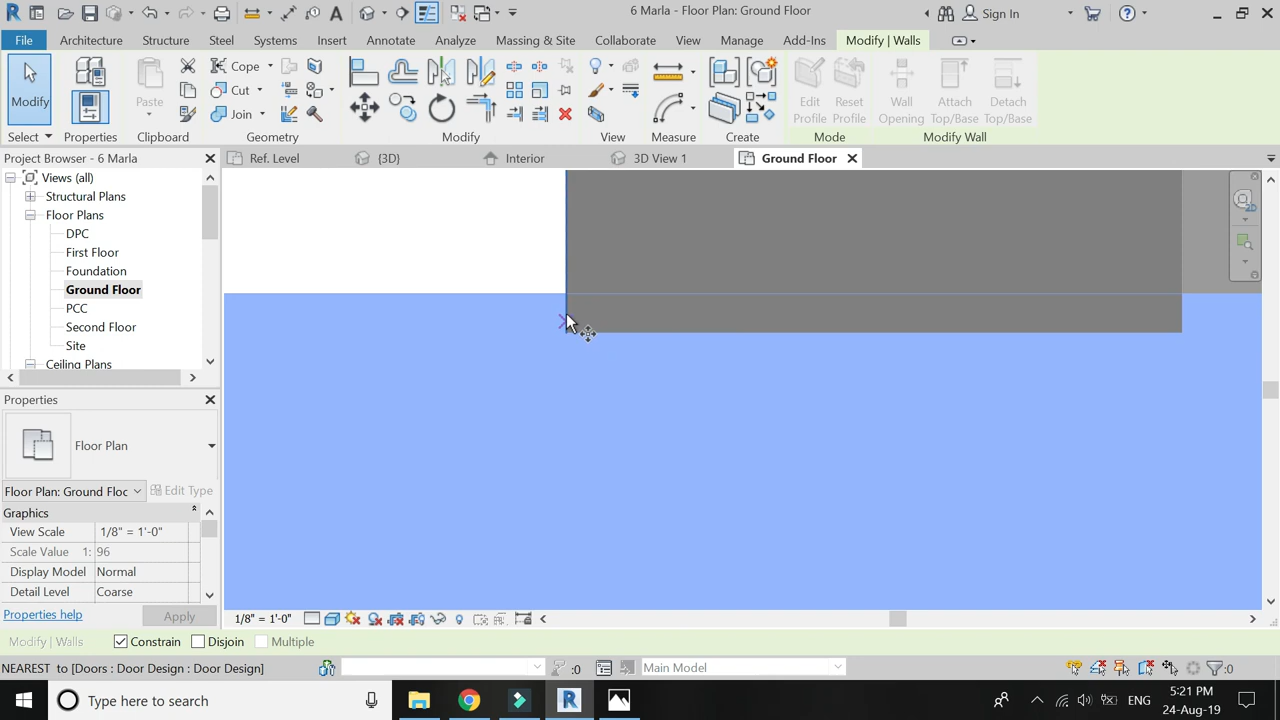 6 Marla - Floor Plan: Ground Floor
Sign In
File Architecture Structure Steel Systems Insert Annotate Analyze Massing & Site Collaborate View Manage Add-Ins Modify | Walls
Modify
Paste
Cope
Cut
Join
Edit Profile
Reset Profile
Wall Opening
Attach Top/Base
Detach Top/Base
Select Properties Clipboard Geometry Modify View Measure Create Mode Modify Wall
Project Browser - 6 Marla
Ref. Level {3D} Interior 3D View 1 Ground Floor
Views (all)
Structural Plans
Floor Plans
DPC
First Floor
Foundation
Ground Floor
PCC
Second Floor
Site
Ceiling Plans
Properties
Floor Plan
Floor Plan: Ground Floc Edit Type
Graphics
View Scale 1/8" = 1'-0"
Scale Value 1: 96
Display Model Normal
Detail Level Coarse
Properties help Apply
1/8" = 1'-0"
Modify | Walls Constrain Disjoin Multiple
NEAREST to [Doors : Door Design : Door Design] :0 Main Model :0
Type here to search
ENG
5:21 PM
24-Aug-19